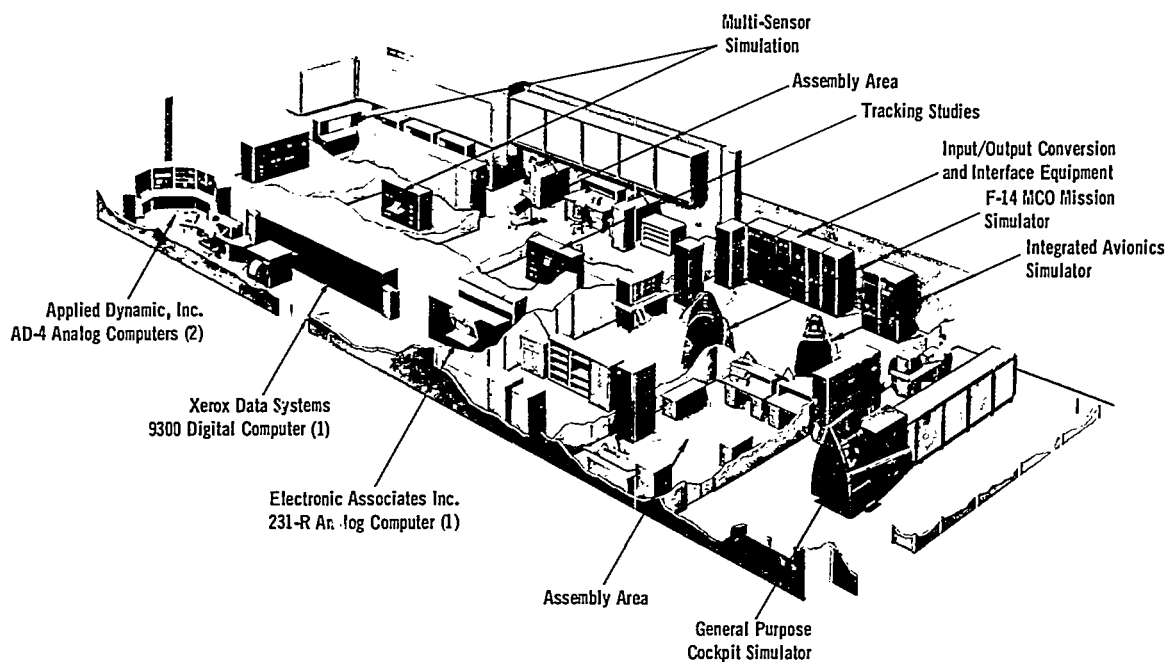 Multi-Sensor
Simulation
Assembly Area
Tracking Studies
Input/Output Conversion
and Interface Equipment
F-14 MCO Mission
Simulator
Integrated Avionics
Simulator
Applied Dynamic, Inc.
AD-4 Analog Computers (2)
Xerox Data Systems
9300 Digital Computer (1)
Electronic Associates Inc.
231-R Analog Computer (1)
Assembly Area
General Purpose
Cockpit Simulator